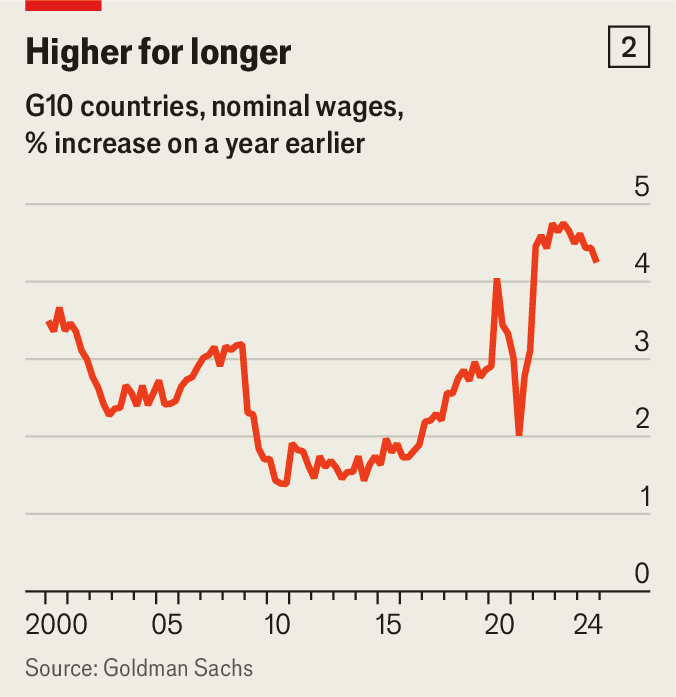 Higher for longer
2
G10 countries, nominal wages,
% increase on a year earlier
5
4
3
2
1
0
2000 05 10 15 20 24
Source: Goldman Sachs